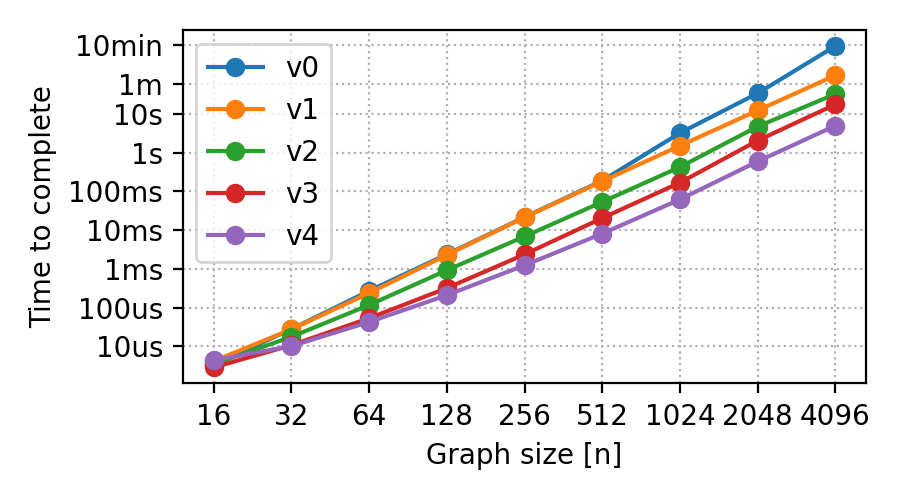 Time to complete
10min
1m
10s
1s
100ms
10ms
1ms
100us
10us
v0
v1
v2
v3
v4
16 32 64 128 256 512 1024 2048 4096
Graph size [n]